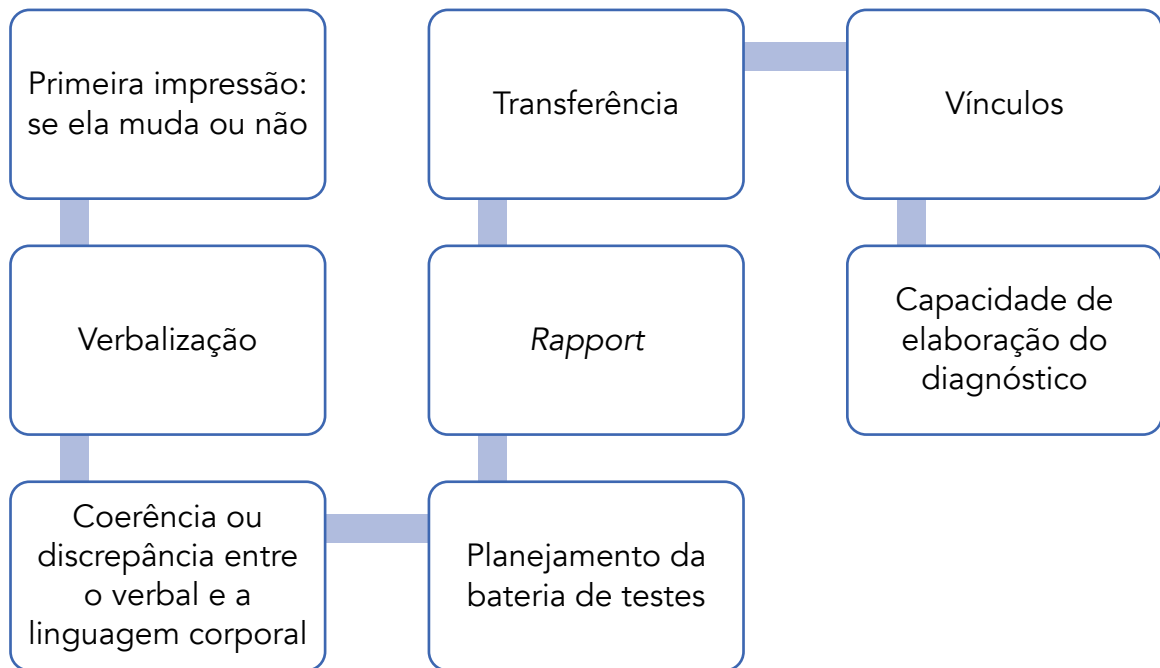 Primeira impressão:
se ela muda ou não
Verbalização
Coerência ou
discrepância entre
o verbal e a
linguagem corporal
Planejamento da
bateria de testes
Rapport
Transferência
Vínculos
Capacidade de
elaboração do
diagnóstico